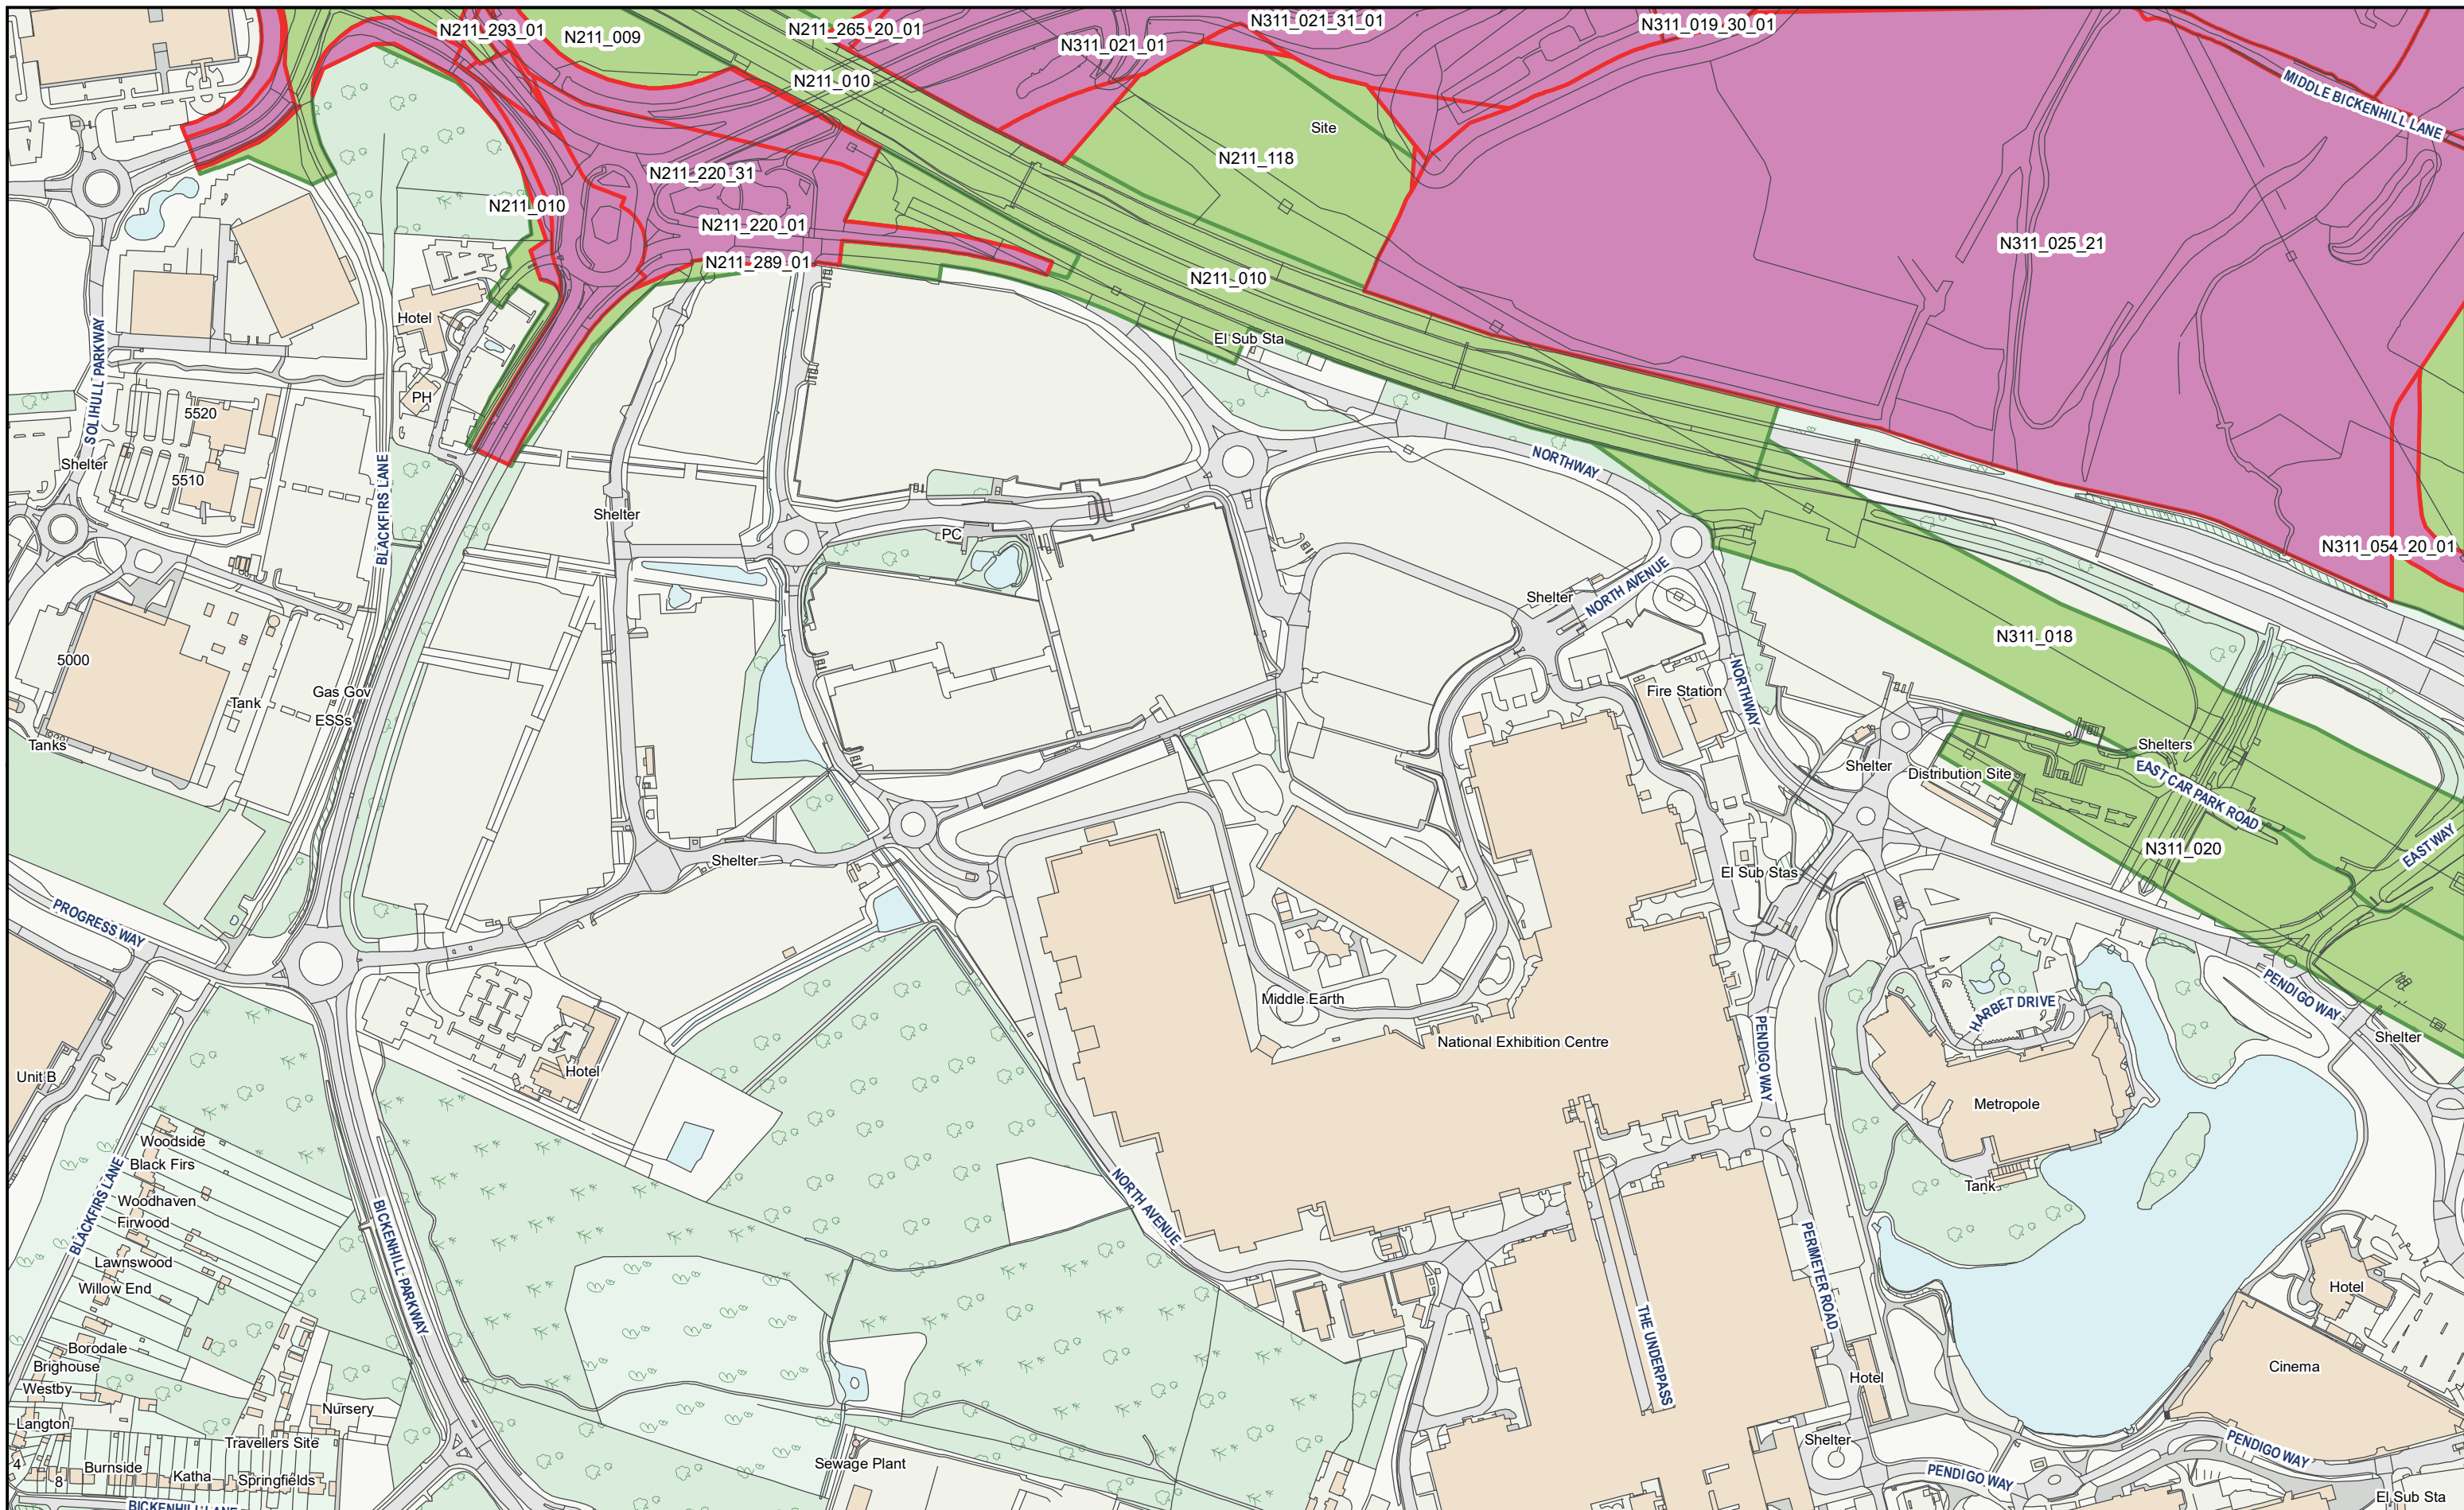 N311_021_31_01
N311_019_30_01
N211_293_01
N211_009
N211_265_20_01
N311_021_01
N211_010
MIDDLE BICKENHILL LANE
Site
N211_118
N211_220_31
N211_010
N211_220_01
N311_025_21
N211_289_01
N211_010
Hotel
El Sub Sta
SOLIHULL PARKWAY
PH
5520
NORTHWAY
Shelter
5510
BLACKFIRS LANE
Shelter
PC
N311_054_20_01
NORTH AVENUE
Shelter
N311_018
5000
Gas Gov
Fire Station
NORTHWAY
Tank
ESSs
Tanks
Shelters
Shelter
Distribution Site
EAST CAR PARK ROAD
EAST WAY
N311_020
Shelter
El Sub Stas
PROGRESS WAY
Middle Earth
HARBET DRIVE
PENDIGO WAY
National Exhibition Centre
Shelter
PENDIGO WAY
Hotel
Unit B
Metropole
Woodside
Black Firs
Tank
Woodhaven
BLACKFIRS LANE
Firwood
NORTH AVENUE
Lawnswood
BICKENHILL PARKWAY
PERIMETER ROAD
Willow End
Hotel
Borodale
THE UNDERPASS
Brighouse
Cinema
Westby
Hotel
Nursery
Langton
Travellers Site
Shelter
PENDIGO WAY
4
Sewage Plant
Burnside
Katha
Springfields
8
PENDIGO WAY
El Sub Sta
BICKENHILL LANE